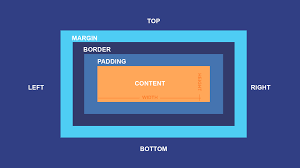 TOP
MARGIN
BORDER
PADDING
LEFT
CONTENT
RIGHT
BOTTOM